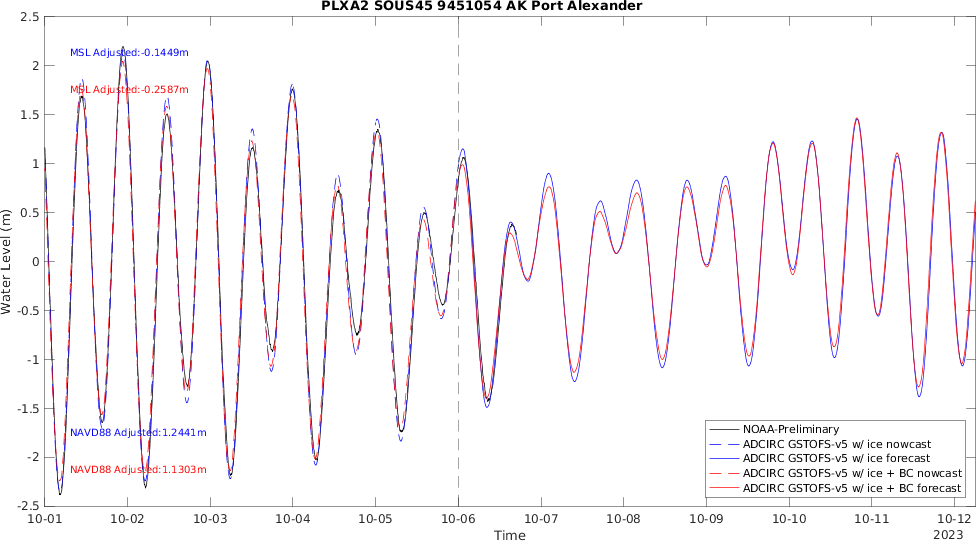 PLXA2 SOUS45 9451054 AK Port Alexander
2.5
2
1.5
1
0.5
0
-0.5
-1
-1.5
-2
-2.5
Water Level (m)
MSL Adjusted:-0.1449m
MSL Adjusted:-0.2587m
NAVD88 Adjusted:1.2441m
NAVD88 Adjusted:1.1303m
NOAA-Preliminary
ADCIRC GSTOFS-v5 w/ ice nowcast
ADCIRC GSTOFS-v5 w/ ice forecast
ADCIRC GSTOFS-v5 w/ ice + BC nowcast
ADCIRC GSTOFS-v5 w/ ice + BC forecast
10-01 10-02 10-03 10-04 10-05 10-06 10-07 10-08 10-09 10-10 10-11 10-12
2023
Time